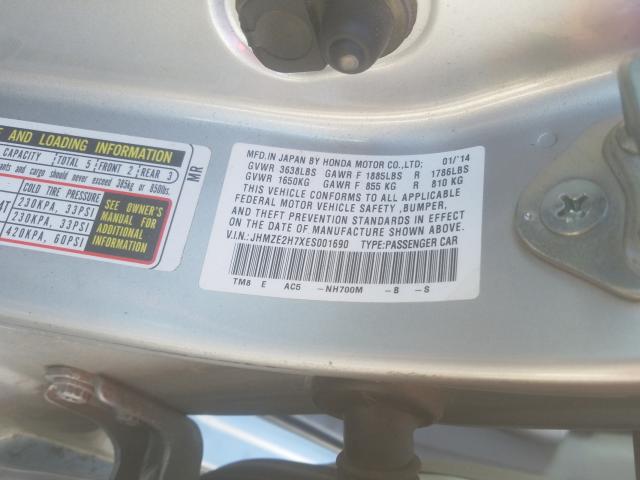 E AND LOADING INFORMATION
CAPACITY TOTAL 5 FRONT 2 REAR 3
ants and cargo should never exceed 385kg or 850lbs.
COLD TIRE PRESSURE
230KPA, 33PSI
230KPA, 33PSI
420KPA, 60PSI
SEE OWNER'S
MANUAL FOR
ADDITIONAL
INFORMATION
MR
MFD.IN JAPAN BY HONDA MOTOR CO.,LTD; 01/'14
GVWR 3638LBS GAWR F 1885LBS R 1786LBS
GVWR 1650KG GAWR F 855 KG R 810 KG
THIS VEHICLE CONFORMS TO ALL APPLICABLE
FEDERAL MOTOR VEHICLE SAFETY ,BUMPER,
AND THEFT PREVENTION STANDARDS IN EFFECT
ON THE DATE OF MANUFACTURE SHOWN ABOVE.
V.I.N.: JHMZE2H7XES001690 TYPE:PASSENGER CAR
TM8 E AC5 -NH700M -B -S